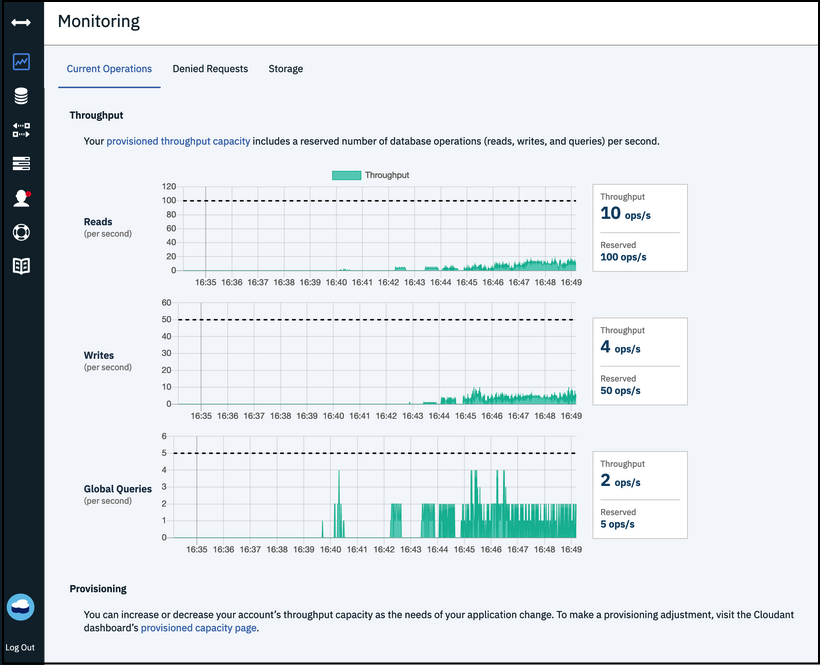 Monitoring
Current Operations Denied Requests Storage
Throughput
Your provisioned throughput capacity includes a reserved number of database operations (reads, writes, and queries) per second.
Throughput
Reads
(per second)
120
100
80
60
40
20
0
16:35 16:36 16:37 16:38 16:39 16:40 16:41 16:42 16:43 16:44 16:45 16:46 16:47 16:48 16:49
Throughput
10 ops/s
Reserved
100 ops/s
Writes
(per second)
60
50
40
30
20
10
0
16:35 16:36 16:37 16:38 16:39 16:40 16:41 16:42 16:43 16:44 16:45 16:46 16:47 16:48 16:49
Throughput
4 ops/s
Reserved
50 ops/s
Global Queries
(per second)
6
5
4
3
2
1
0
16:35 16:36 16:37 16:38 16:39 16:40 16:41 16:42 16:43 16:44 16:45 16:46 16:47 16:48 16:49
Throughput
2 ops/s
Reserved
5 ops/s
Provisioning
You can increase or decrease your account's throughput capacity as the needs of your application change. To make a provisioning adjustment, visit the Cloudant
dashboard's provisioned capacity page.
Log Out